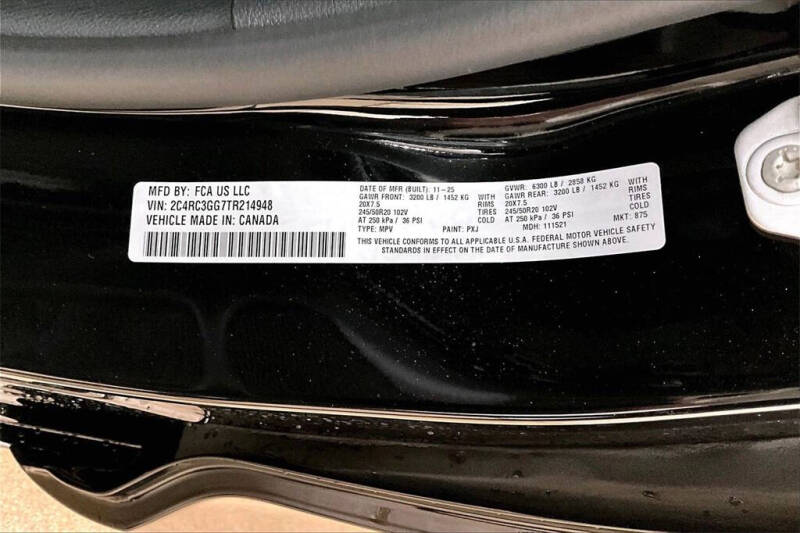 MFD BY: FCA US LLC
VIN: 2C4RC3GG7TR214948
VEHICLE MADE IN: CANADA
DATE OF MFR (BUILT): 11-25
GAWR FRONT: 3200 LB / 1452 KG WITH
20X7.5 RIMS
245/50R20 102V TIRES
AT 250 kPa / 36 PSI COLD
TYPE: MPV PAINT: PXJ
GVWR: 6300 LB / 2858 KG
GAWR REAR: 3200 LB / 1452 KG WITH
20X7.5 RIMS
245/50R20 102V TIRES
AT 250 kPa / 36 PSI COLD
MDH: 111521 MKT: 875
THIS VEHICLE CONFORMS TO ALL APPLICABLE U.S.A. FEDERAL MOTOR VEHICLE SAFETY
STANDARDS IN EFFECT ON THE DATE OF MANUFACTURE SHOWN ABOVE.